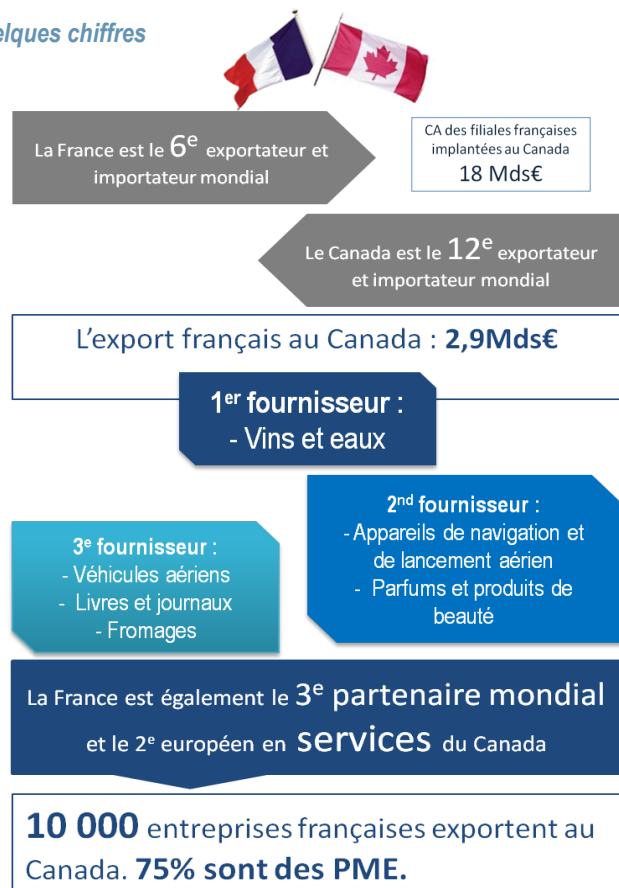 elques chiffres
La France est le 6e exportateur et
importateur mondial
CA des filiales françaises
implantées au Canada
18 Mds€
Le Canada est le 12e exportateur
et importateur mondial
L'export français au Canada : 2,9Mds€
1er fournisseur :
- Vins et eaux
2nd fournisseur :
- Appareils de navigation et
de lancement aérien
- Parfums et produits de
beauté
3e fournisseur :
- Véhicules aériens
- Livres et journaux
- Fromages
La France est également le 3e partenaire mondial
et le 2e européen en services du Canada
10 000 entreprises françaises exportent au
Canada. 75% sont des PME.